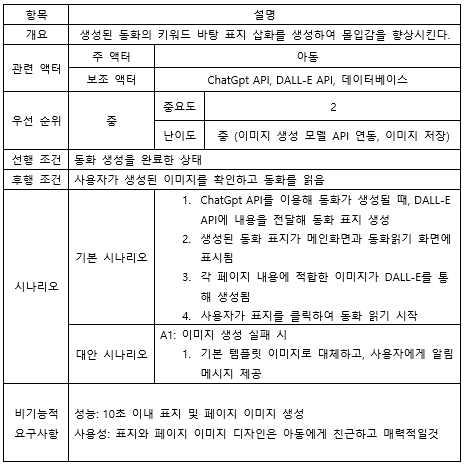 항목 설명
개요 생성된 동화의 키워드 바탕 표지 삽화를 생성하여 몰입감을 향상시킨다.
관련 액터 주 액터 아동
보조 액터 ChatGpt API, DALL-E API, 데이터베이스
우선 순위 중 중요도 2
난이도 중 (이미지 생성 모델 API 연동, 이미지 저장)
선행 조건 동화 생성을 완료한 상태
후행 조건 사용자가 생성된 이미지를 확인하고 동화를 읽음
시나리오 기본 시나리오
1. ChatGpt API를 이용해 동화가 생성될 때, DALL-E
API에 내용을 전달해 동화 표지 생성
2. 생성된 동화 표지가 메인화면과 동화읽기 화면에
표시됨
3. 각 페이지 내용에 적합한 이미지가 DALL-E를 통
해 생성됨
4. 사용자가 표지를 클릭하여 동화 읽기 시작
대안 시나리오
A1: 이미지 생성 실패 시
1. 기본 템플릿 이미지로 대체하고, 사용자에게 알림
메시지 제공
비기능적
요구사항
성능: 10초 이내 표지 및 페이지 이미지 생성
사용성: 표지와 페이지 이미지 디자인은 아동에게 친근하고 매력적일것